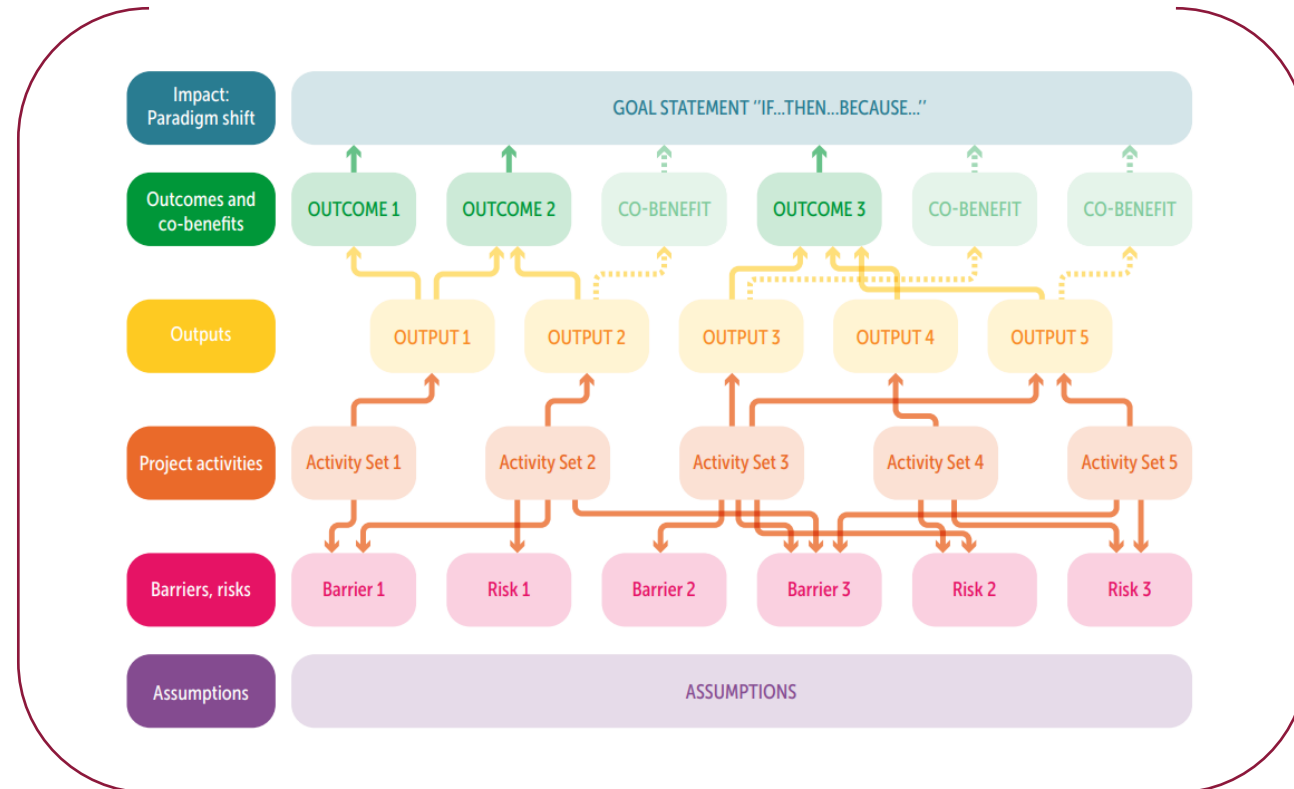 Impact:
Paradigm shift
GOAL STATEMENT "IF...THEN...BECAUSE..."
Outcomes and
co-benefits
OUTCOME 1
OUTCOME 2
CO-BENEFIT
OUTCOME 3
CO-BENEFIT
CO-BENEFIT
Outputs
OUTPUT 1
OUTPUT 2
OUTPUT 3
OUTPUT 4
OUTPUT 5
Project activities
Activity Set 1
Activity Set 2
Activity Set 3
Activity Set 4
Activity Set 5
Barriers, risks
Barrier 1
Risk 1
Barrier 2
Barrier 3
Risk 2
Risk 3
Assumptions
ASSUMPTIONS